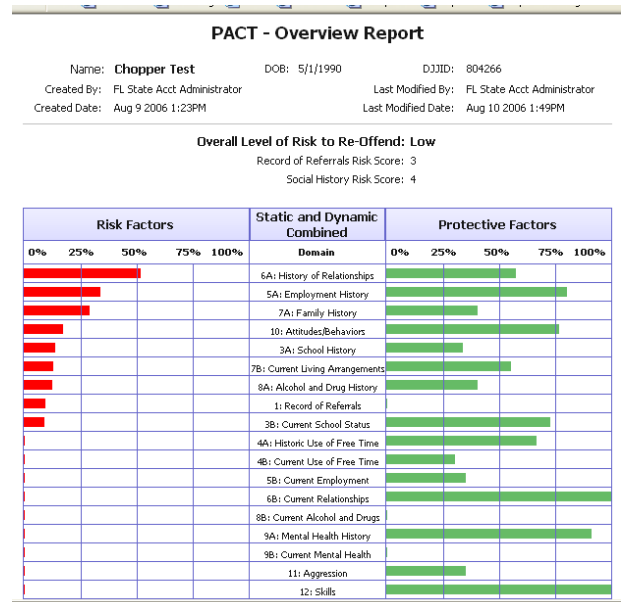 PACT - Overview Report
Name: Chopper Test DOB: 5/1/1990 DJJID: 804266
Created By: FL State Acct Administrator Last Modified By: FL State Acct Administrator
Created Date: Aug 9 2006 1:23PM Last Modified Date: Aug 10 2006 1:49PM
Overall Level of Risk to Re-Offend: Low
Record of Referrals Risk Score: 3
Social History Risk Score: 4
Risk Factors Static and Dynamic Combined Protective Factors
0% 25% 50% 75% 100% Domain 0% 25% 50% 75% 100%
6A: History of Relationships
5A: Employment History
7A: Family History
10: Attitudes/Behaviors
3A: School History
7B: Current Living Arrangements
8A: Alcohol and Drug History
1: Record of Referrals
3B: Current School Status
4A: Historic Use of Free Time
4B: Current Use of Free Time
5B: Current Employment
6B: Current Relationships
8B: Current Alcohol and Drugs
9A: Mental Health History
9B: Current Mental Health
11: Aggression
12: Skills